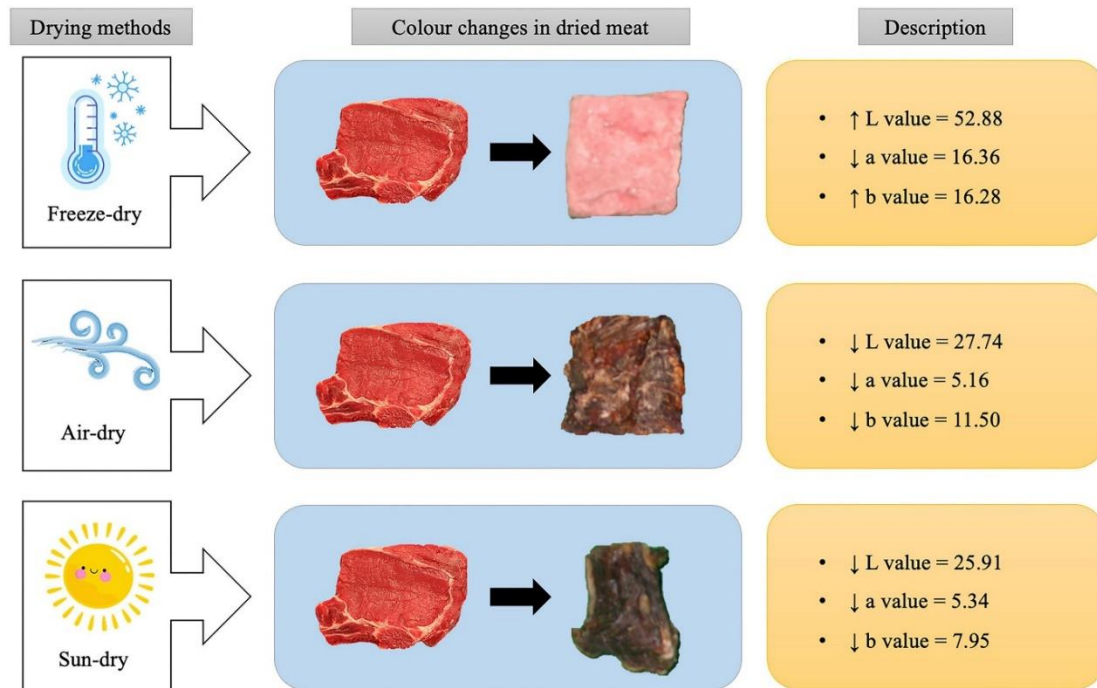 Drying methods
Colour changes in dried meat
Description
Freeze-dry
• ↑ L value = 52.88
• ↓ a value = 16.36
• ↑ b value = 16.28
Air-dry
• ↓ L value = 27.74
• ↓ a value = 5.16
• ↓ b value = 11.50
Sun-dry
• ↓ L value = 25.91
• ↓ a value = 5.34
• ↓ b value = 7.95